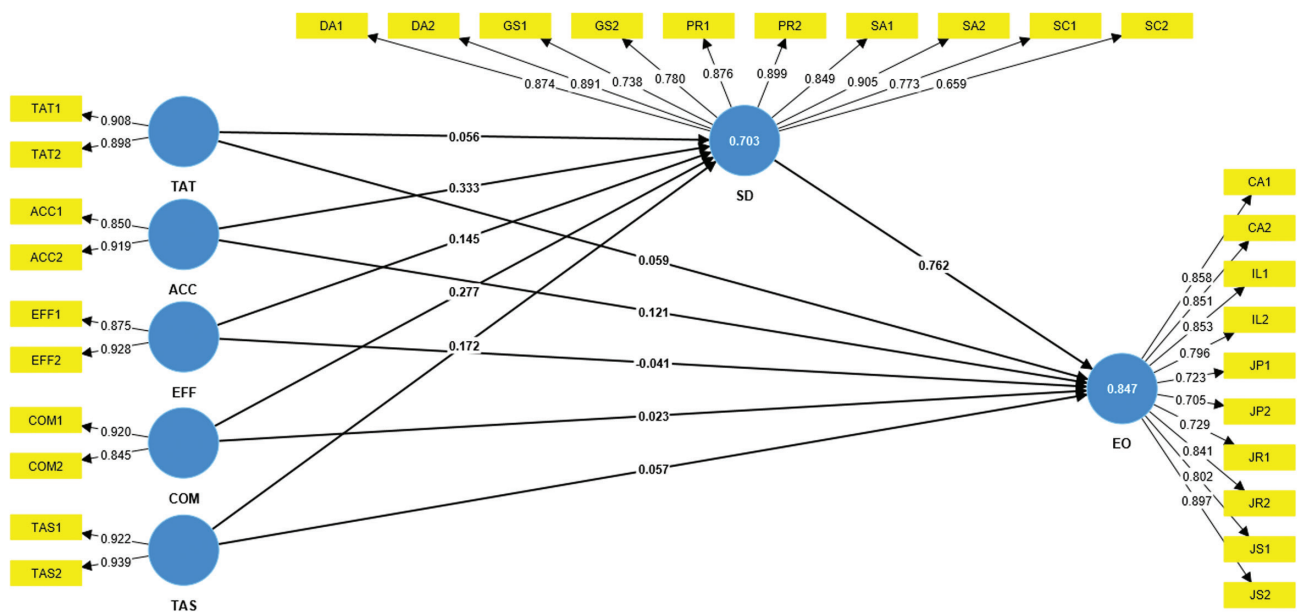 DA1 DA2 GS1 GS2 PR1 PR2 SA1 SA2 SC1 SC2
0.874 0.891 0.738 0.780 0.876 0.899 0.849 0.905 0.773 0.659
TAT1
0.908
TAT2
0.898
TAT
ACC1
0.850
ACC2
0.919
ACC
EFF1
0.875
EFF2
0.928
EFF
COM1
0.920
COM2
0.845
COM
TAS1
0.922
TAS2
0.939
TAS
0.056
0.333
0.145
0.277
0.172
0.703
SD
0.059
0.121
-0.041
0.023
0.057
0.762
0.847
EO
CA1
CA2
IL1
IL2
JP1
JP2
JR1
JR2
JS1
JS2
0.858
0.851
0.853
0.796
0.723
0.705
0.729
0.841
0.802
0.897